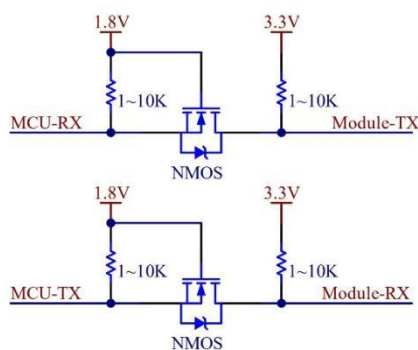 1.8V 3.3V
1~10K 1~10K
MCU-RX Module-TX
NMOS
1.8V 3.3V
1~10K 1~10K
MCU-TX Module-RX
NMOS